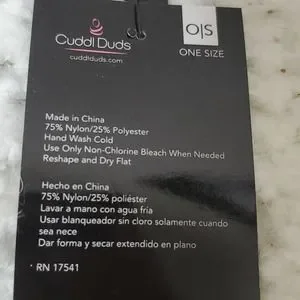 Cuddl Duds
cuddlduds.com
O|S
ONE SIZE
Made in China
75% Nylon/25% Polyester
Hand Wash Cold
Use Only Non-Chlorine Bleach When Needed
Reshape and Dry Flat
Hecho en China
75% Nylon/25% poliéster
Lavar a mano con agua fria
Usar blanqueador sin cloro solamente cuando
sea nece
Dar forma y secar extendido en plano
RN 17541